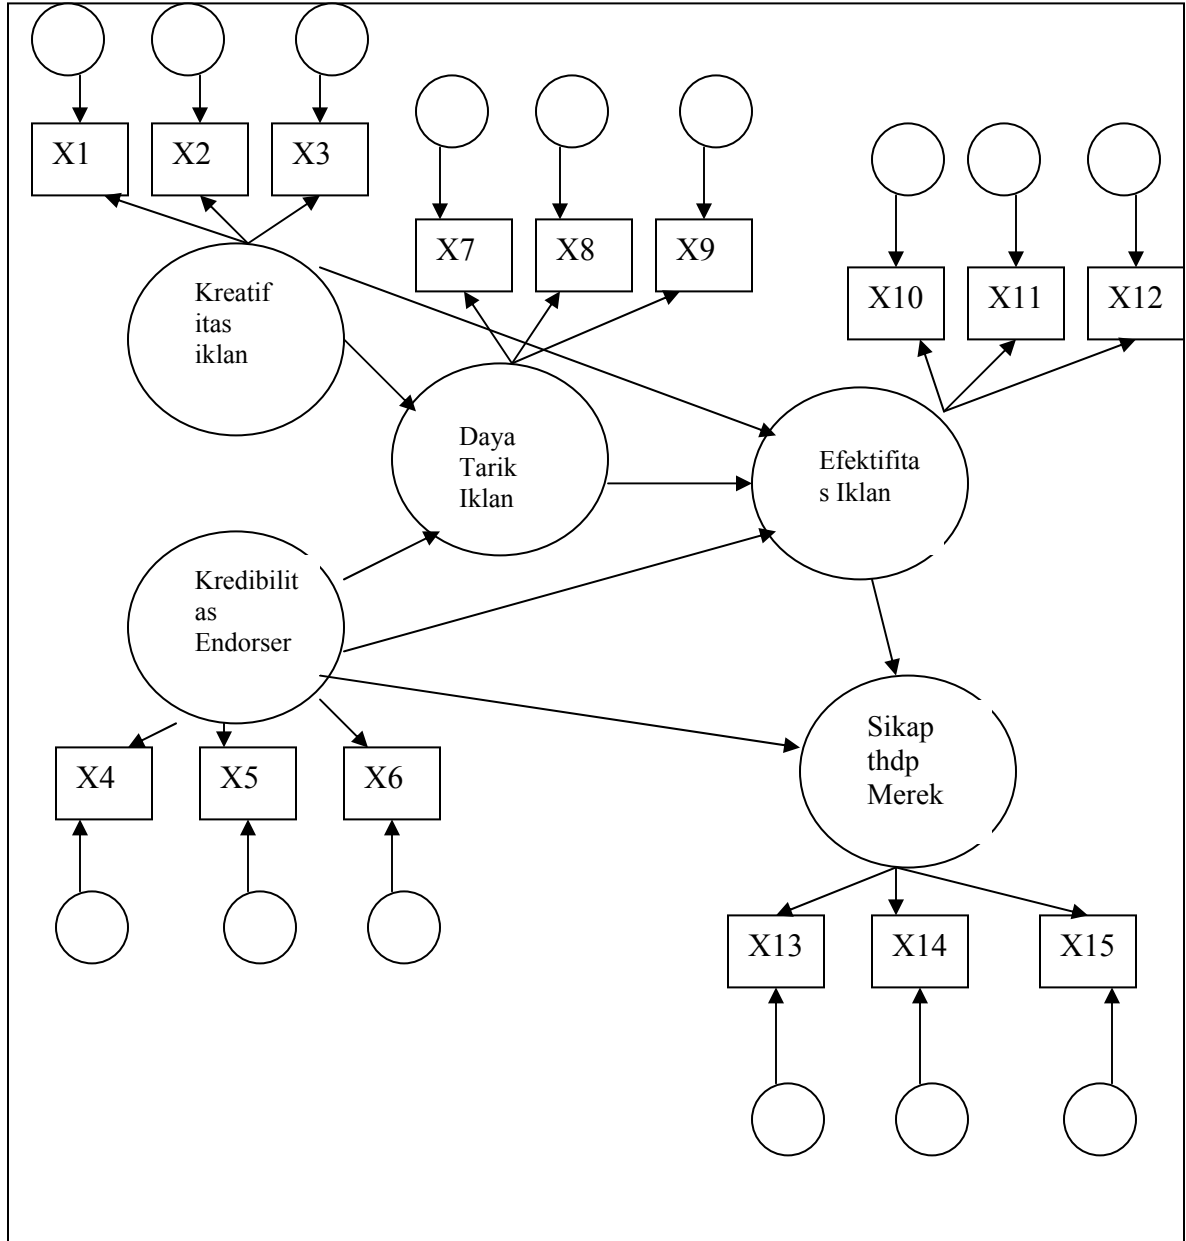 X1 X2 X3
X7 X8 X9
X10 X11 X12
Kreatif
itas
iklan
Daya
Tarik
Iklan
Efektifita
s Iklan
Kredibilit
as
Endorser
Sikap
thdp
Merek
X4 X5 X6
X13 X14 X15